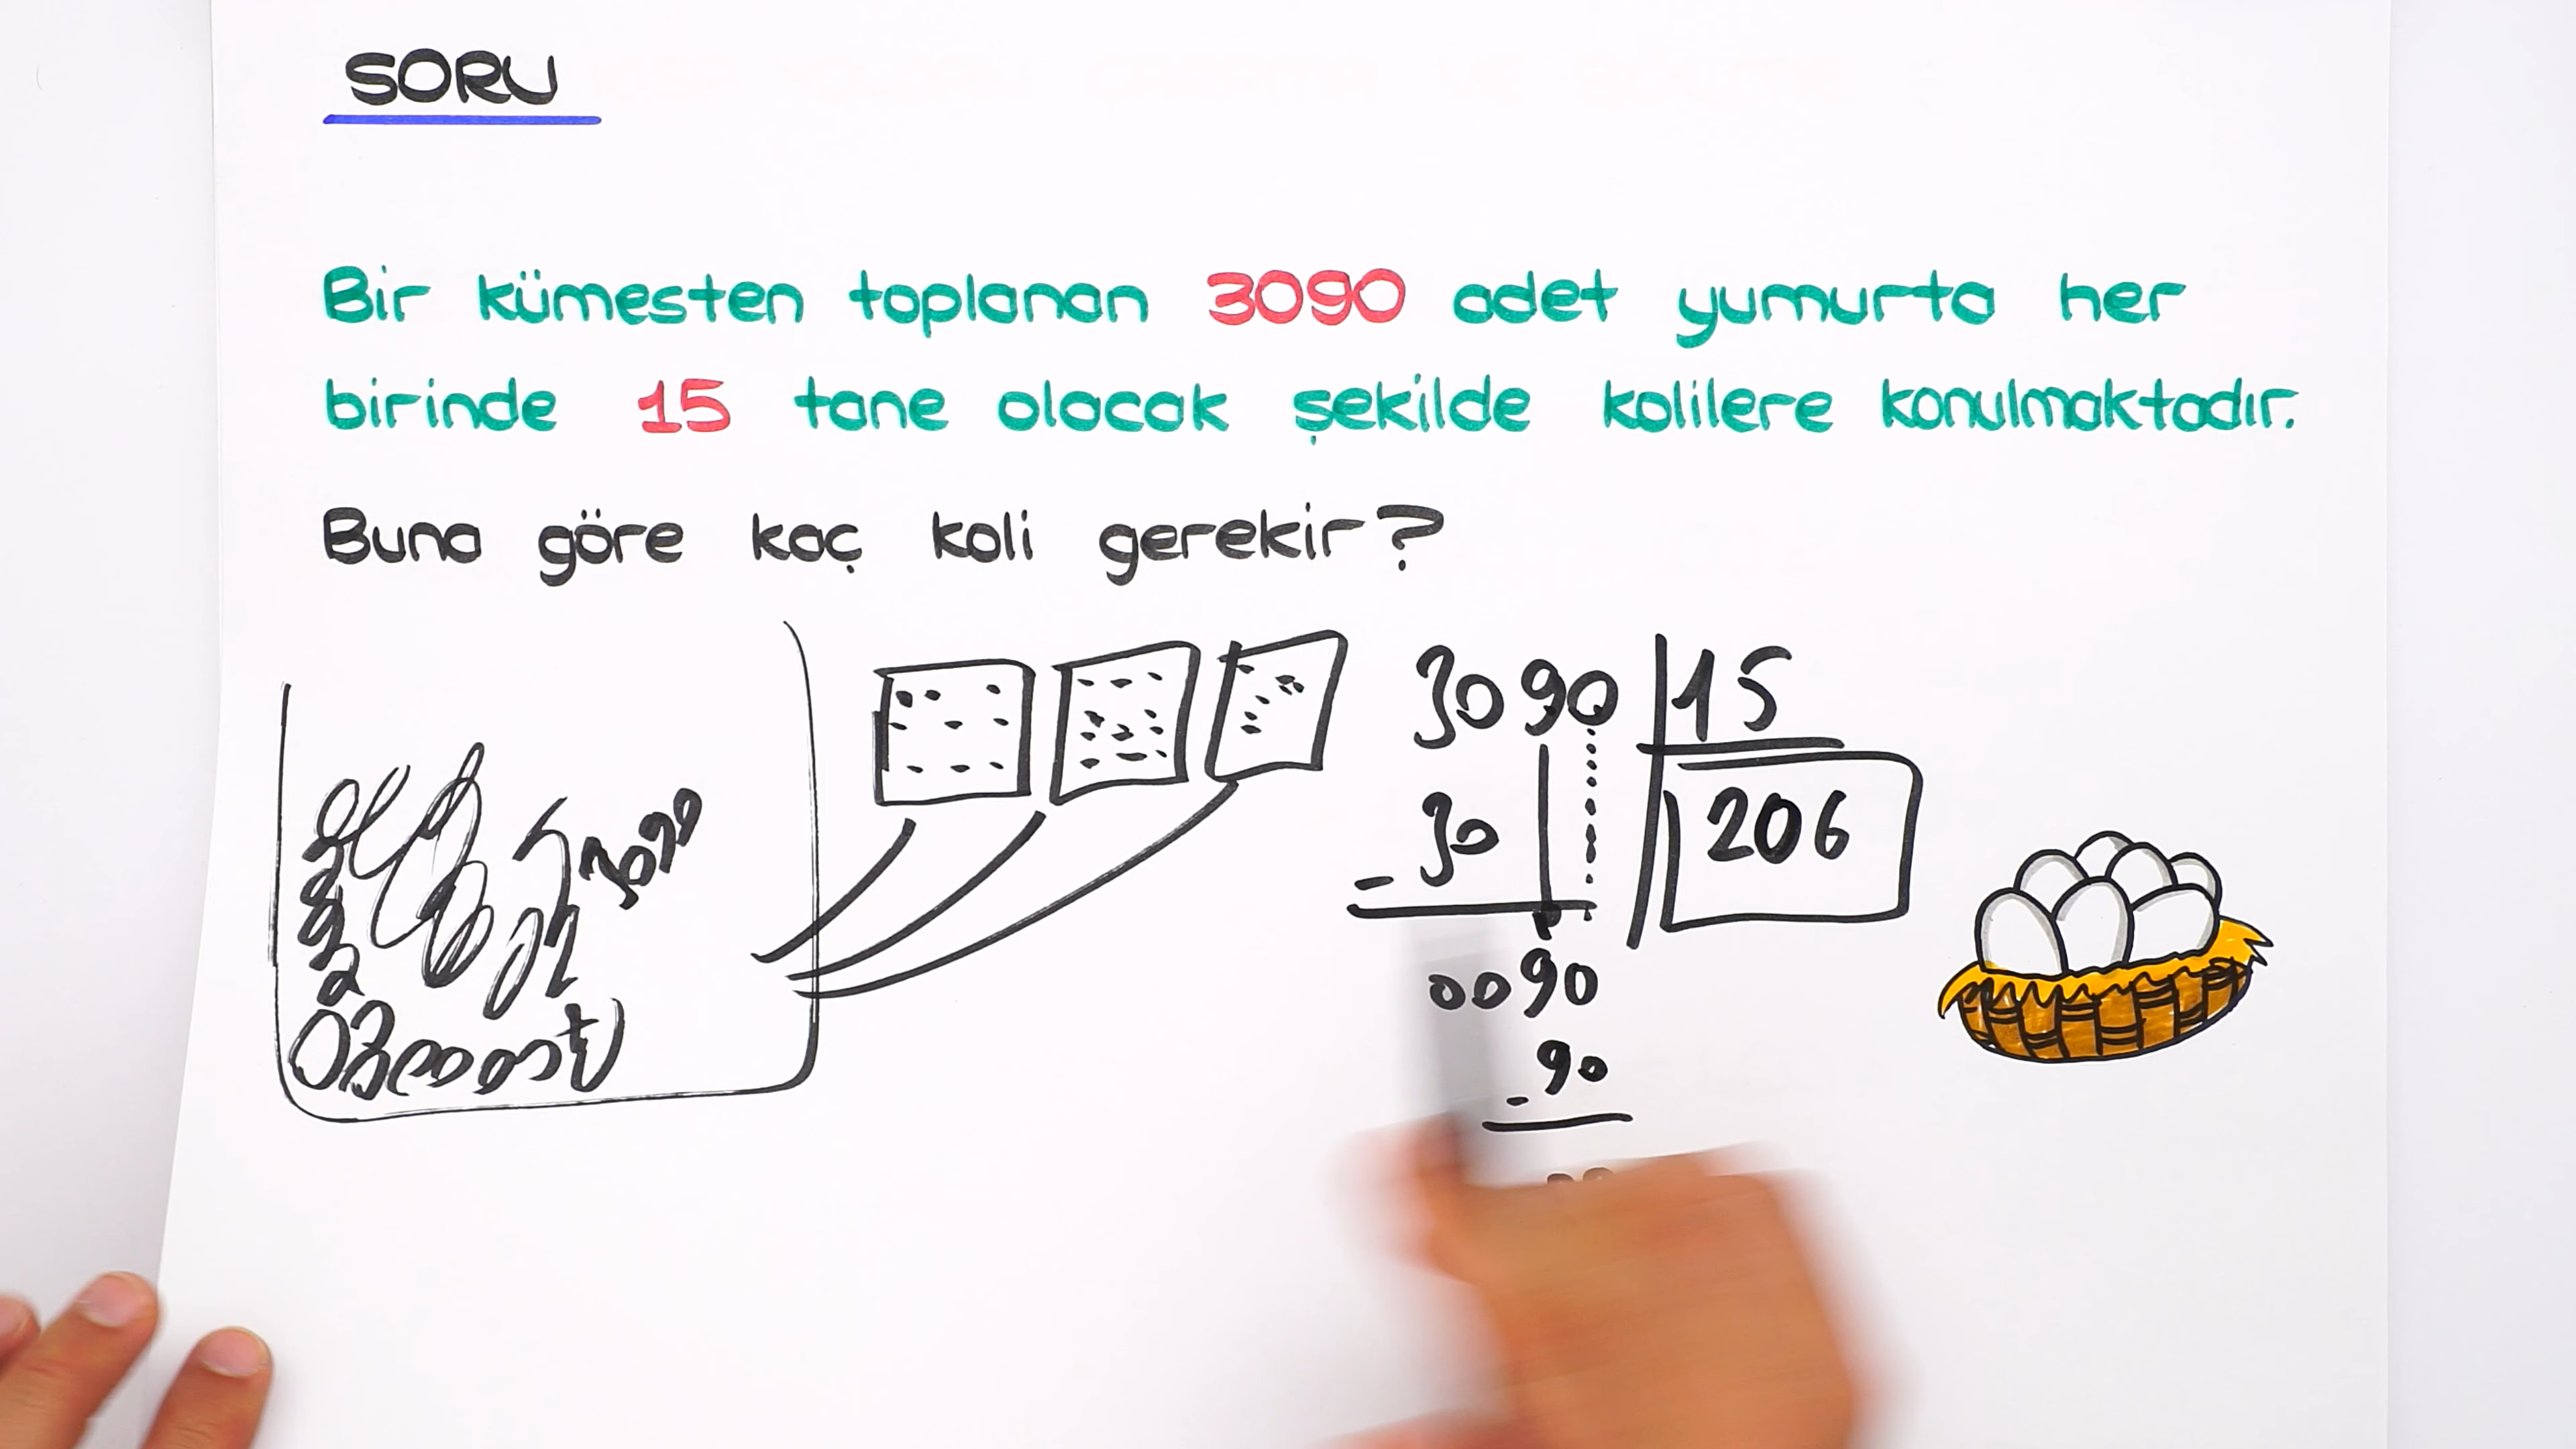 SORU
Bir kümesten toplanan 3090 adet yumurta her
birinde 15 tane olacak şekilde kolilere konulmaktadır.
Buna göre kaç koli gerekir?
3090
3090 15
30
-
206
0090
90
-